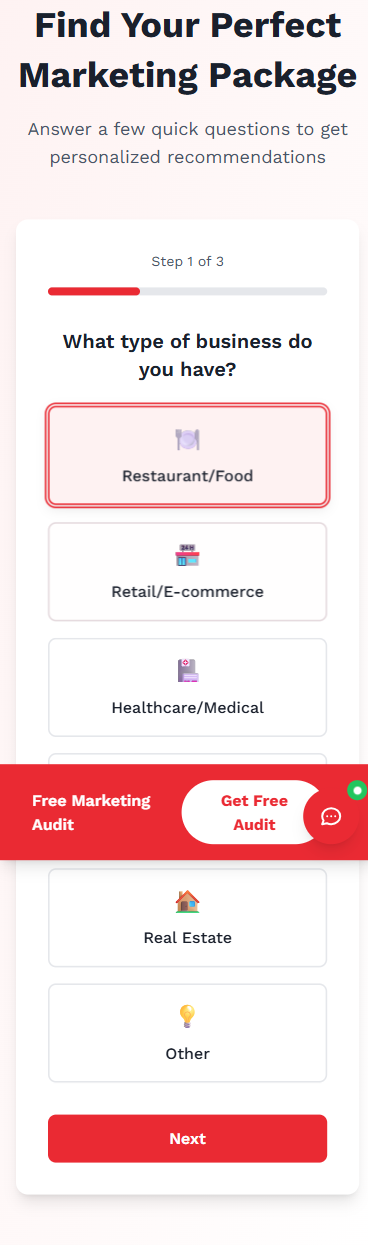 Find Your Perfect
Marketing Package
Answer a few quick questions to get
personalized recommendations
Step 1 of 3
What type of business do
you have?
Restaurant/Food
Retail/E-commerce
Healthcare/Medical
Free Marketing
Audit
Get Free
Audit
Real Estate
Other
Next